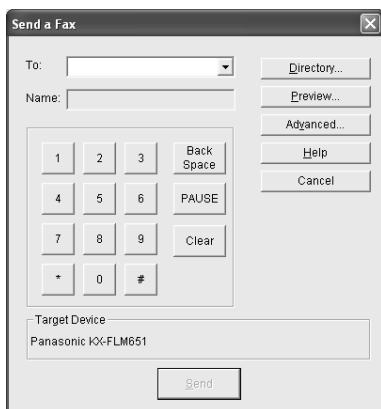 Send a Fax
To:
Directory...
Name:
Preview...
Advanced...
1 2 3 Back Space
Help
4 5 6 PAUSE
Cancel
7 8 9 Clear
* 0 #
Target Device
Panasonic KX-FLM651
Send